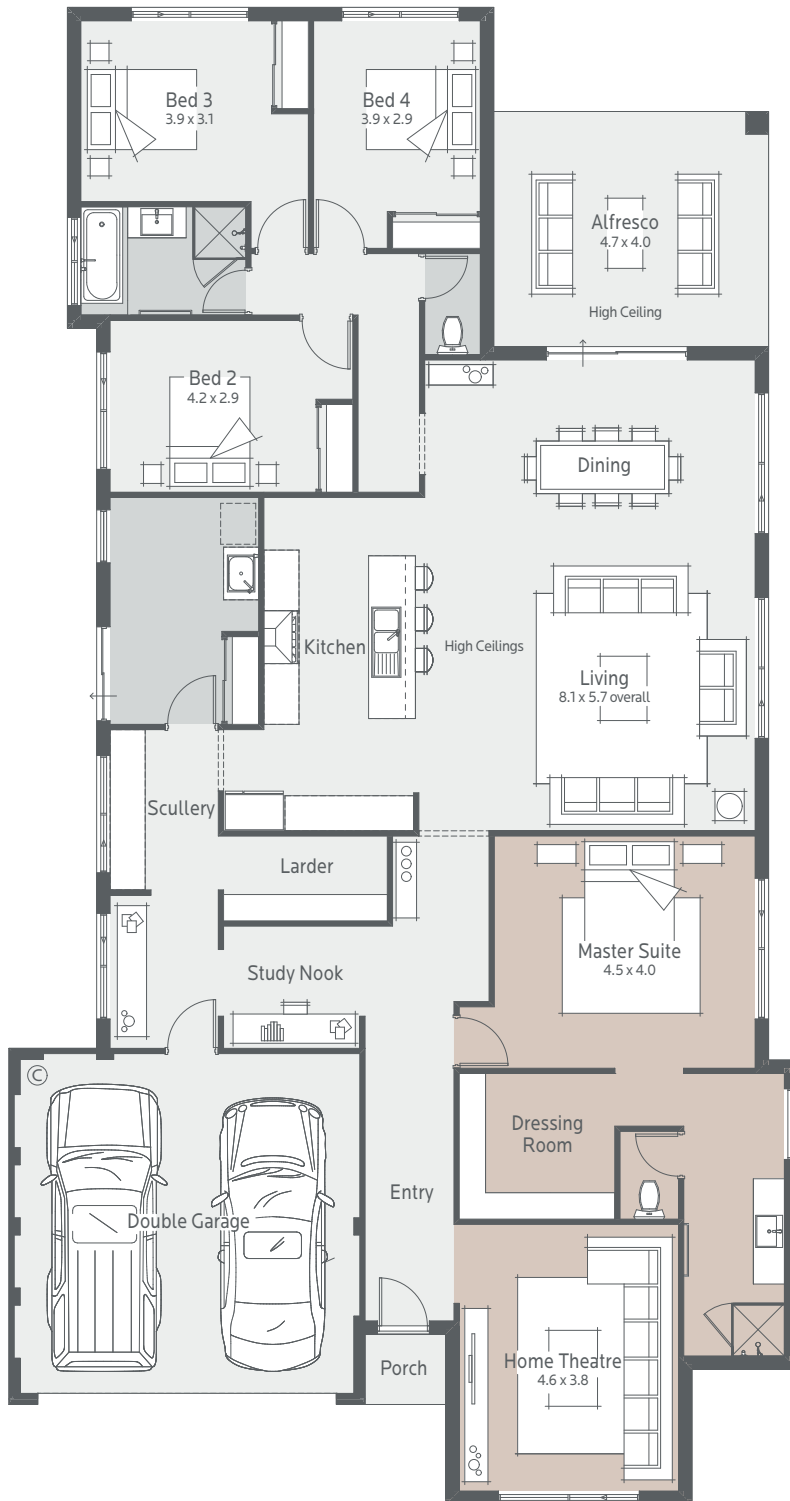 Bed 3
3.9 x 3.1
Bed 4
3.9 x 2.9
Alfresco
4.7 x 4.0
High Ceiling
Bed 2
4.2 x 2.9
Dining
Kitchen
High Ceilings
Living
8.1 x 5.7 overall
Scullery
Larder
Master Suite
4.5 x 4.0
Study Nook
©
Dressing
Room
Entry
Double Garage
Porch
Home Theatre
4.6 x 3.8